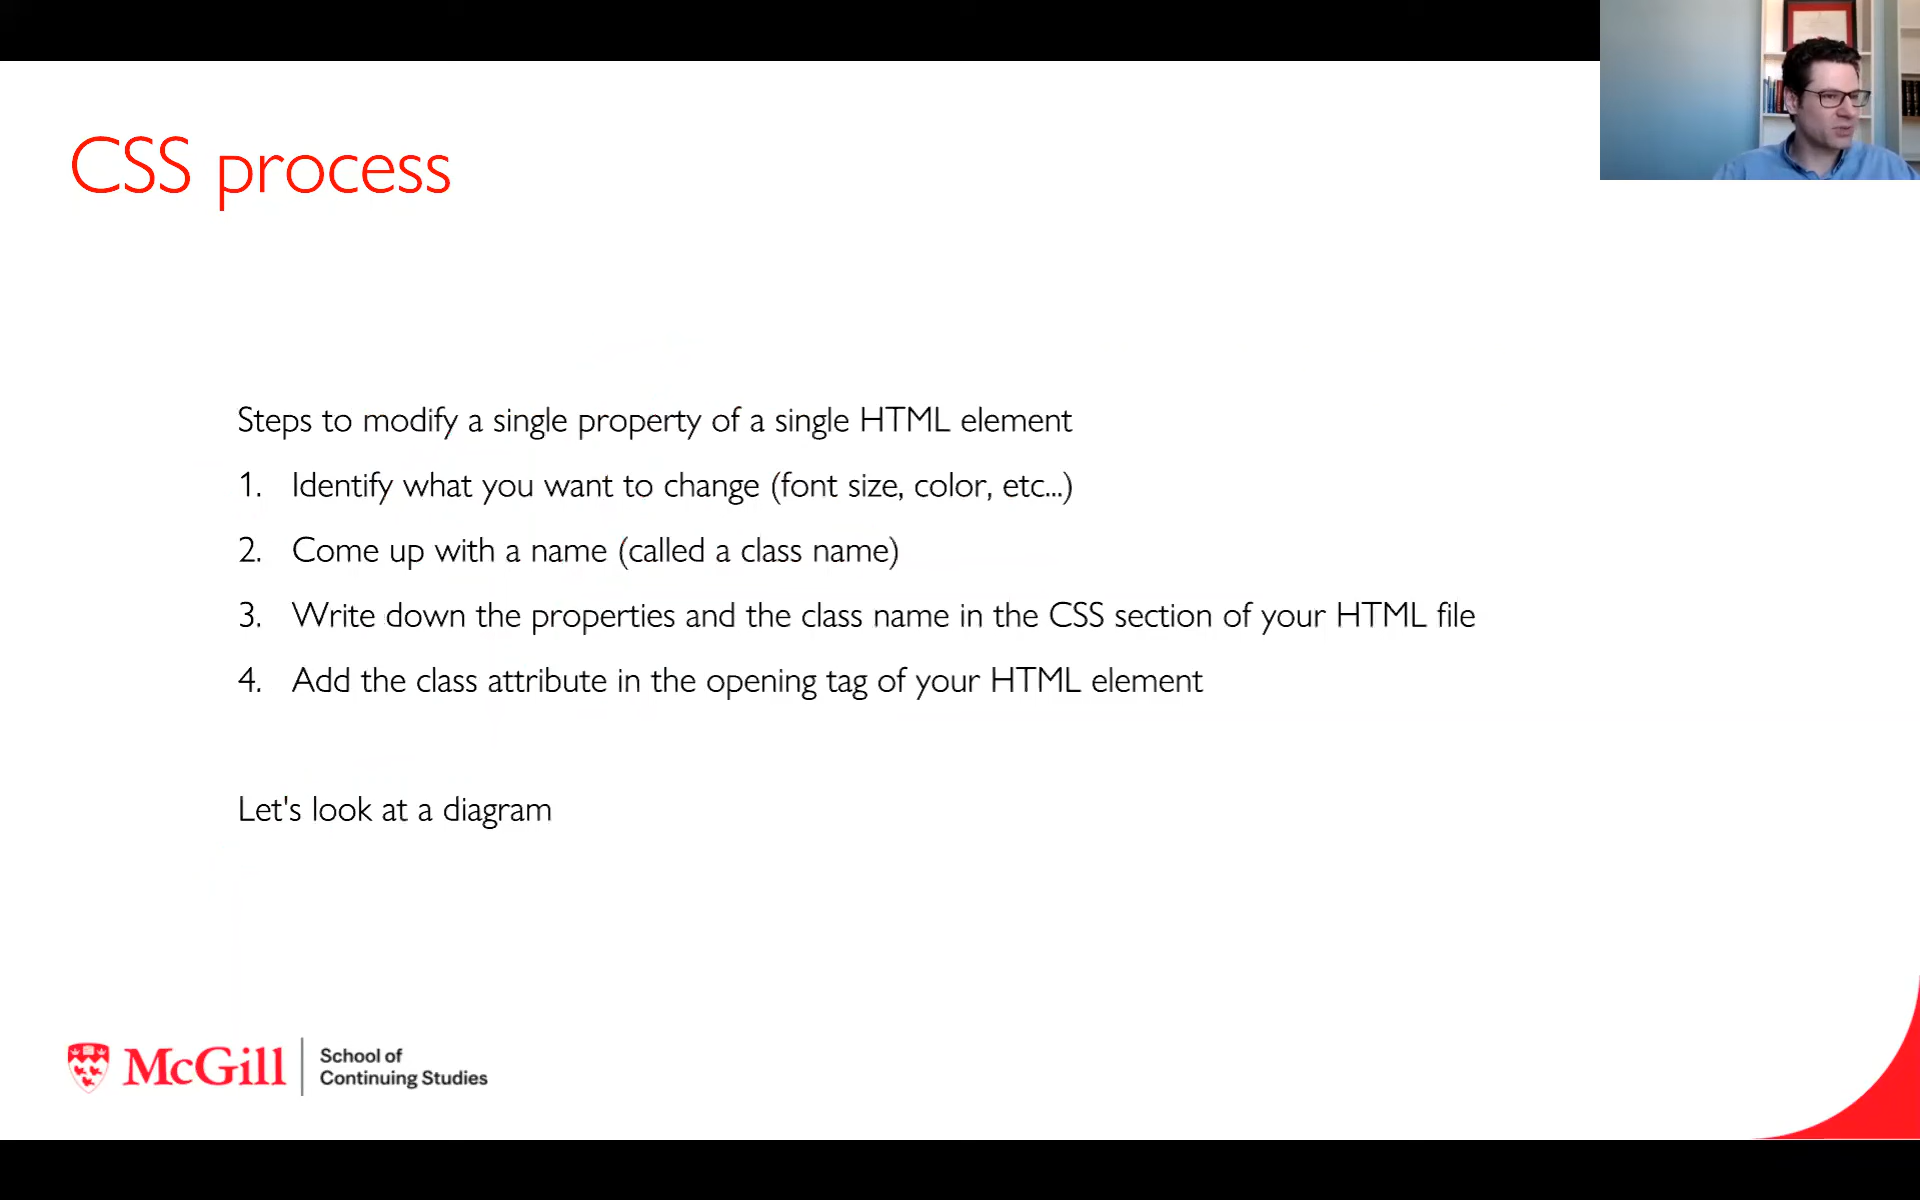 CSS process
Steps to modify a single property of a single HTML element
1. Identify what you want to change (font size, color, etc...)
2. Come up with a name (called a class name)
3. Write down the properties and the class name in the CSS section of your HTML file
4. Add the class attribute in the opening tag of your HTML element
Let's look at a diagram
McGill
School of
Continuing Studies